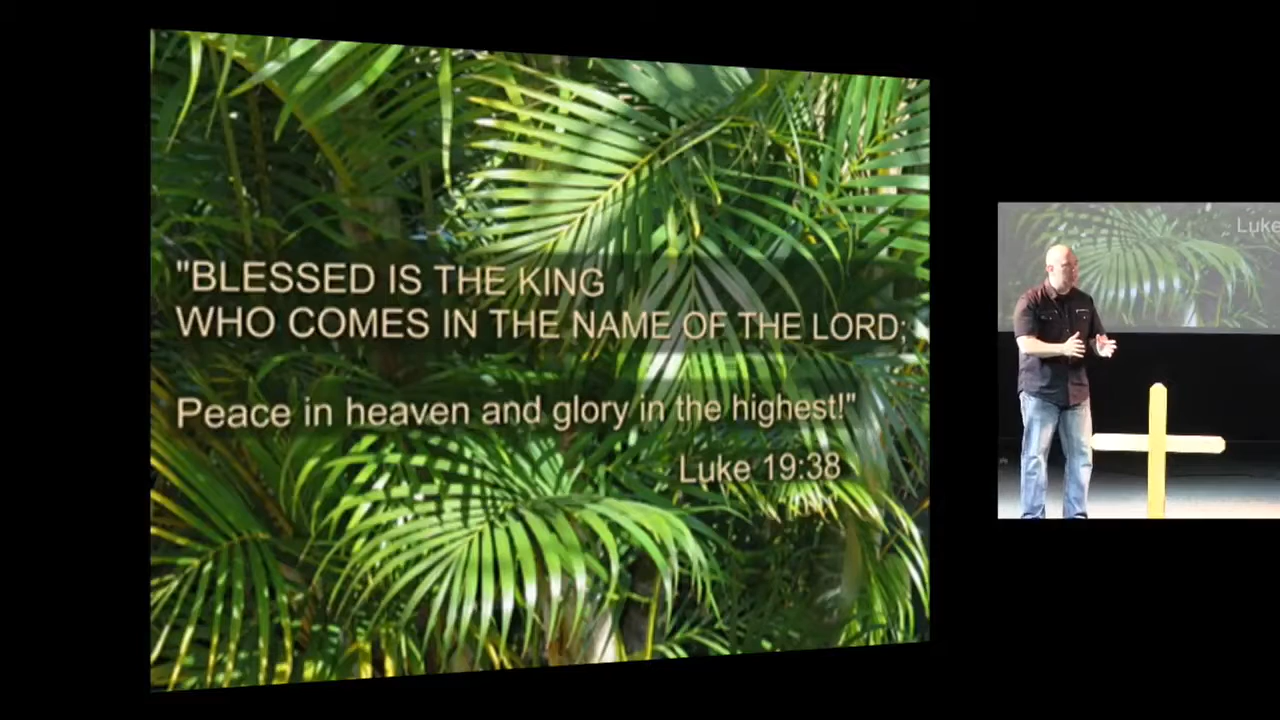 "BLESSED IS THE KING
WHO COMES IN THE NAME OF THE LORD;
Peace in heaven and glory in the highest!"
Luke 19:38
Luke